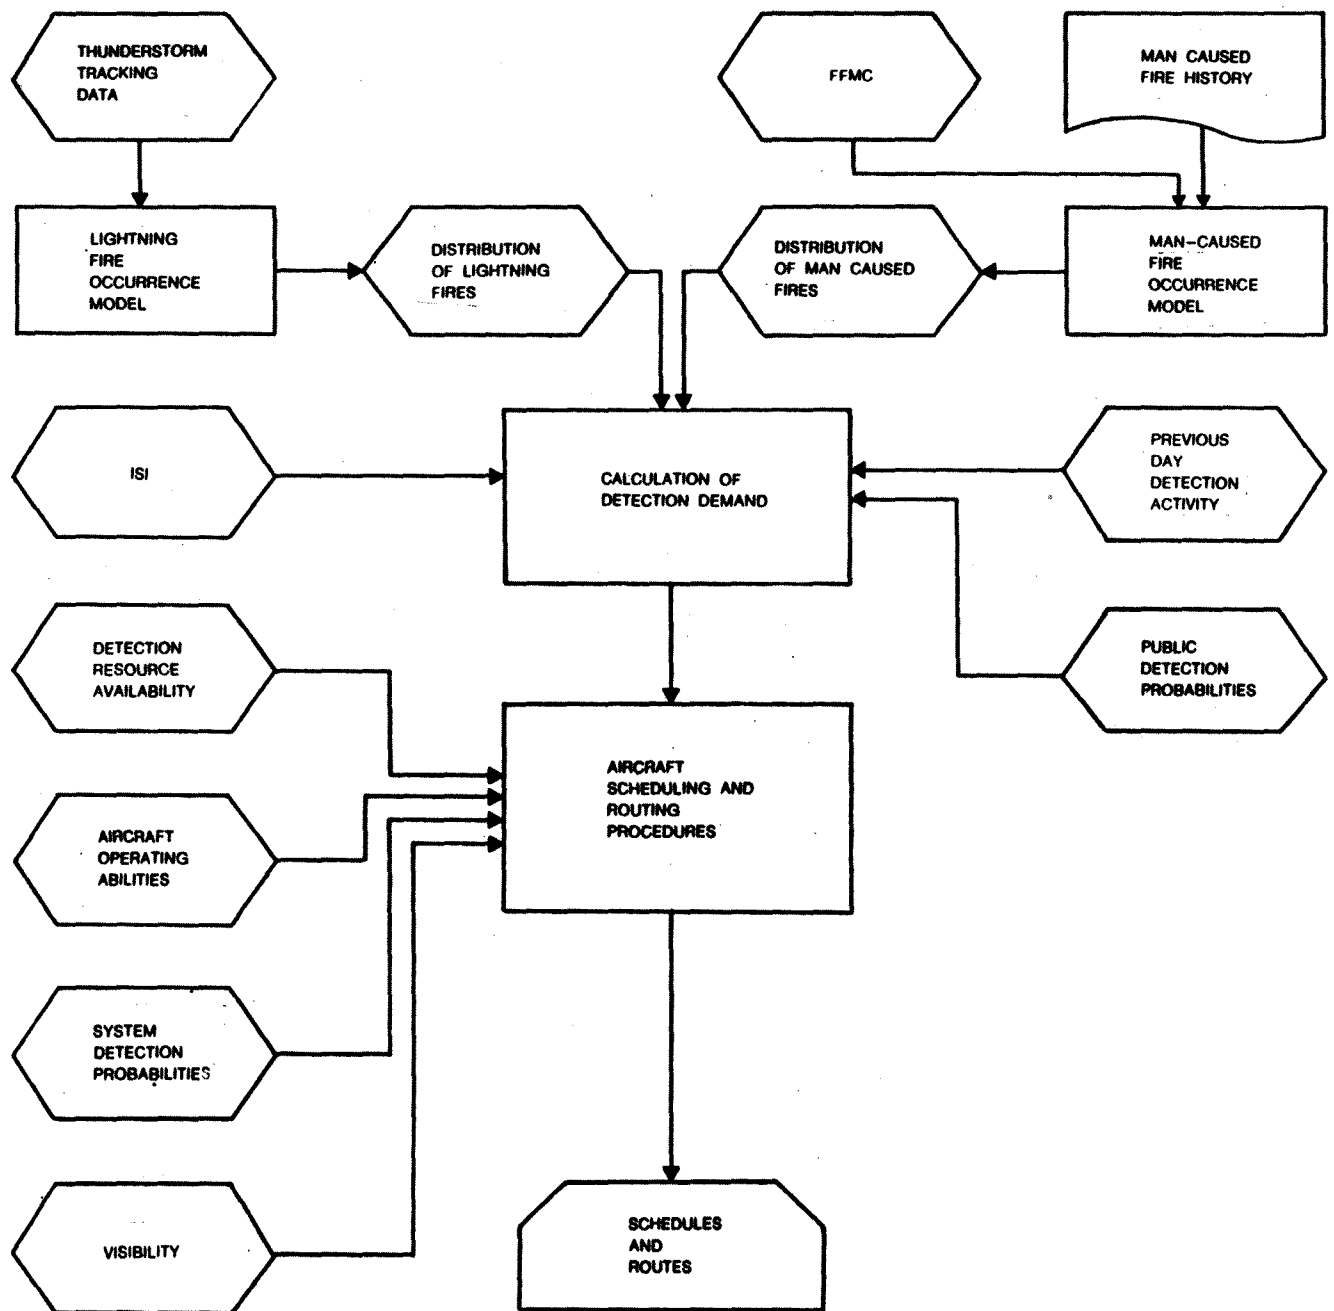 THUNDERSTORM
TRACKING
DATA
FFMC
MAN CAUSED
FIRE HISTORY
LIGHTNING
FIRE
OCCURRENCE
MODEL
DISTRIBUTION
OF LIGHTNING
FIRES
DISTRIBUTION
OF MAN CAUSED
FIRES
MAN-CAUSED
FIRE
OCCURRENCE
MODEL
ISI
CALCULATION OF
DETECTION DEMAND
PREVIOUS
DAY
DETECTION
ACTIVITY
DETECTION
RESOURCE
AVAILABILITY
PUBLIC
DETECTION
PROBABILITIES
AIRCRAFT
SCHEDULING AND
ROUTING
PROCEDURES
AIRCRAFT
OPERATING
ABILITIES
SYSTEM
DETECTION
PROBABILITIES
VISIBILITY
SCHEDULES
AND
ROUTES